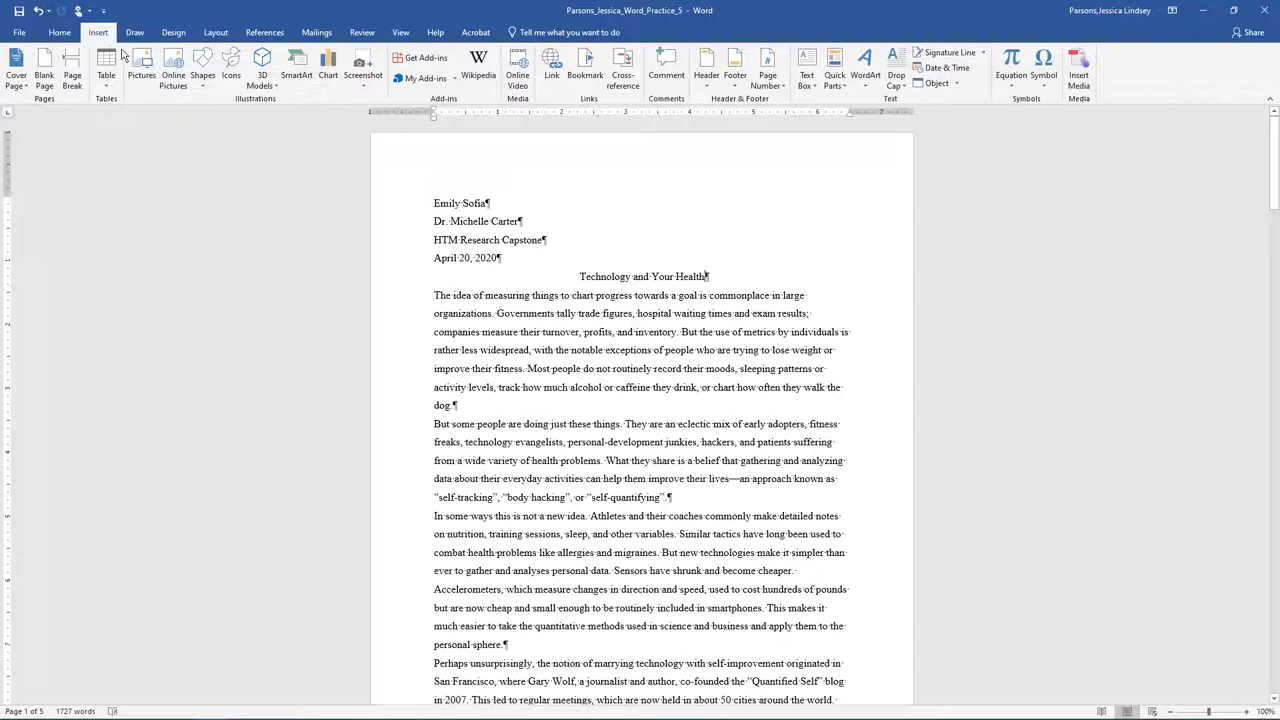 Parsons_Jessica_Word_Practice_5 - Word
Parsons,Jessica Lindsey
File Home Insert Draw Design Layout References Mailings Review View Help Acrobat Tell me what you want to do Share
Cover Page
Blank Page
Page Break
Pages
Table
Tables
Pictures
Online Pictures
Shapes
Icons
3D Models
SmartArt
Chart
Screenshot
Illustrations
Get Add-ins
My Add-ins
W
Wikipedia
Add-ins
Online Video
Media
Link
Bookmark
Cross-reference
Links
Comment
Comments
Header
Footer
Page Number
Header & Footer
Text Box
Quick Parts
WordArt
Drop Cap
Signature Line
Date & Time
Object
Text
Equation
Symbol
Symbols
Insert Media
Media
1 1 2 3 4 5 6 7
Emily Sofia¶
Dr. Michelle Carter¶
HTM Research Capstone¶
April 20, 2020¶
Technology and Your Health¶
The idea of measuring things to chart progress towards a goal is commonplace in large
organizations. Governments tally trade figures, hospital waiting times and exam results;
companies measure their turnover, profits, and inventory. But the use of metrics by individuals is
rather less widespread, with the notable exceptions of people who are trying to lose weight or
improve their fitness. Most people do not routinely record their moods, sleeping patterns or
activity levels, track how much alcohol or caffeine they drink, or chart how often they walk the
dog.¶
But some people are doing just these things. They are an eclectic mix of early adopters, fitness
freaks, technology evangelists, personal-development junkies, hackers, and patients suffering
from a wide variety of health problems. What they share is a belief that gathering and analyzing
data about their everyday activities can help them improve their lives—an approach known as
“self-tracking”, “body hacking”, or “self-quantifying”.¶
In some ways this is not a new idea. Athletes and their coaches commonly make detailed notes
on nutrition, training sessions, sleep, and other variables. Similar tactics have long been used to
combat health problems like allergies and migraines. But new technologies make it simpler than
ever to gather and analyses personal data. Sensors have shrunk and become cheaper.
Accelerometers, which measure changes in direction and speed, used to cost hundreds of pounds
but are now cheap and small enough to be routinely included in smartphones. This makes it
much easier to take the quantitative methods used in science and business and apply them to the
personal sphere.¶
Perhaps unsurprisingly, the notion of marrying technology with self-improvement originated in
San Francisco, where Gary Wolf, a journalist and author, co-founded the “Quantified Self” blog
in 2007. This led to regular meetings, which are now held in about 50 cities around the world.
Page 1 of 5 1727 words 100%